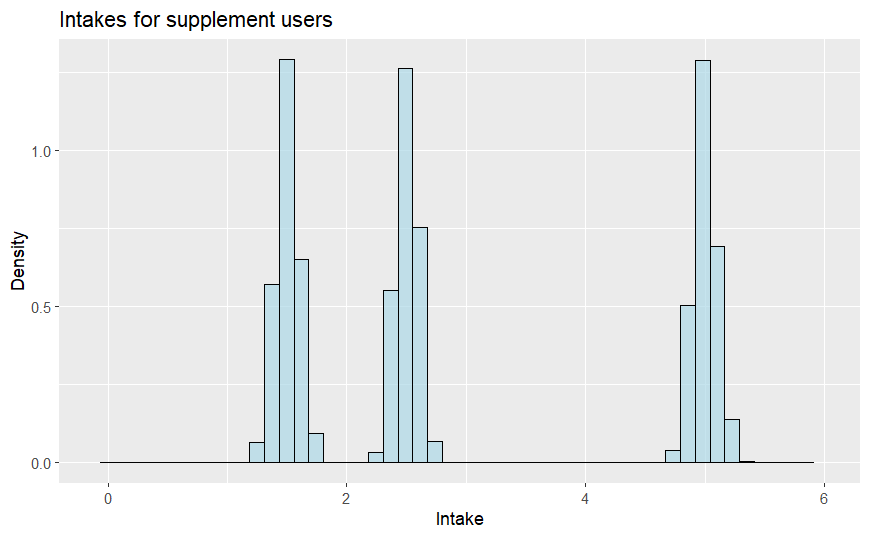 Intakes for supplement users
Density
1.0
0.5
0.0
0 2 4 6
Intake